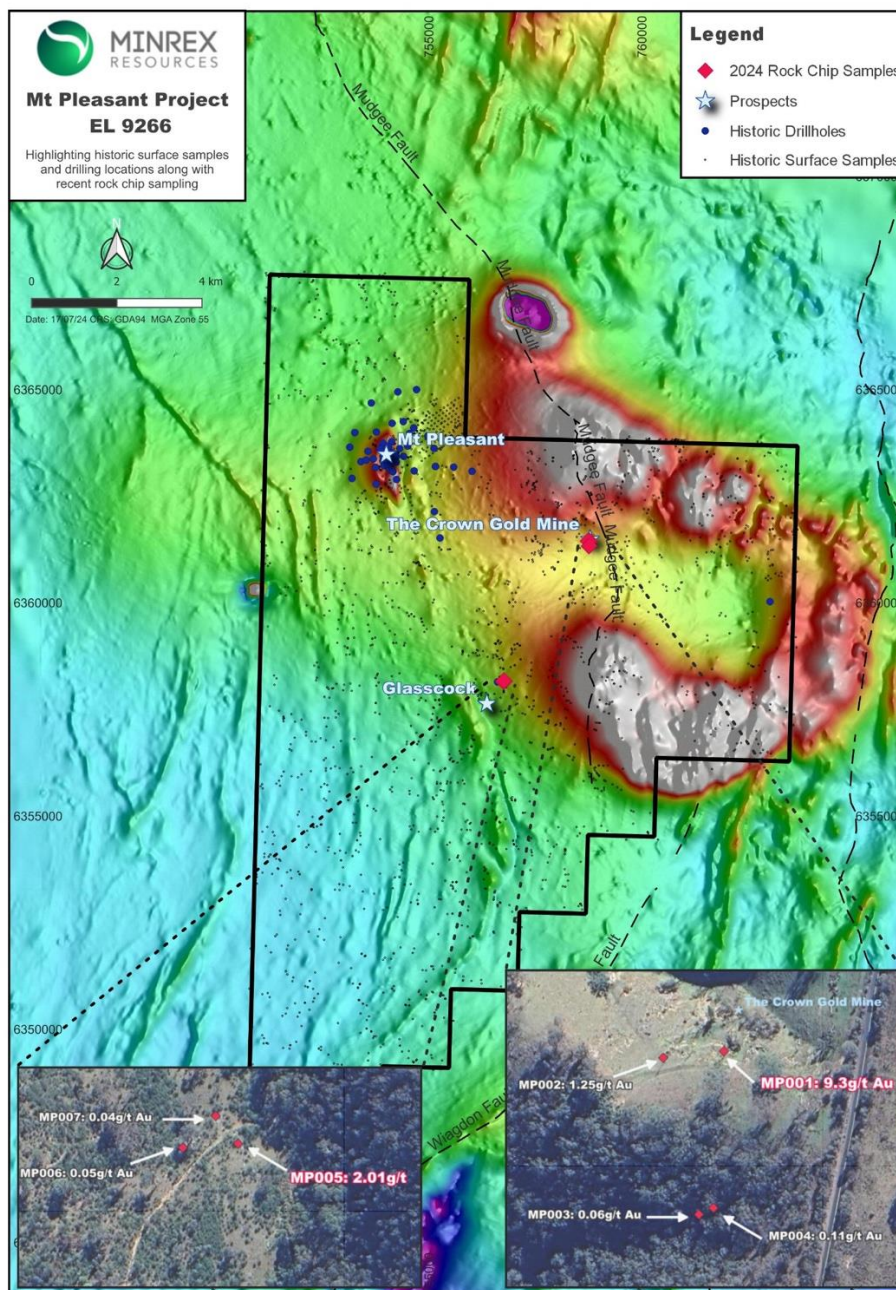 MINREX
RESOURCES
Mt Pleasant Project
EL 9266
Highlighting historic surface samples
and drilling locations along with
recent rock chip sampling
755000
760000
Legend
2024 Rock Chip Samples
Prospects
Historic Drillholes
Historic Surface Samples
Mudgee Fault
N
0 2 4 km
Date: 17/07/24 CRS: GDA94 MGA Zone 55
Mudgee Fault
6365000
Mt Pleasant
Mudgee Fault
The Crown Gold Mine
Mudgee Fault
6360000
Glasscock
6355000
6355000
Fault
6350000
The Crown Gold Mine
MP002: 1.25g/t Au
MP001: 9.3g/t Au
MP007: 0.04g/t Au
MP006: 0.05g/t Au
MP005: 2.01g/t
Wiagdon Fau
MP003: 0.06g/t Au
MP004: 0.11g/t Au